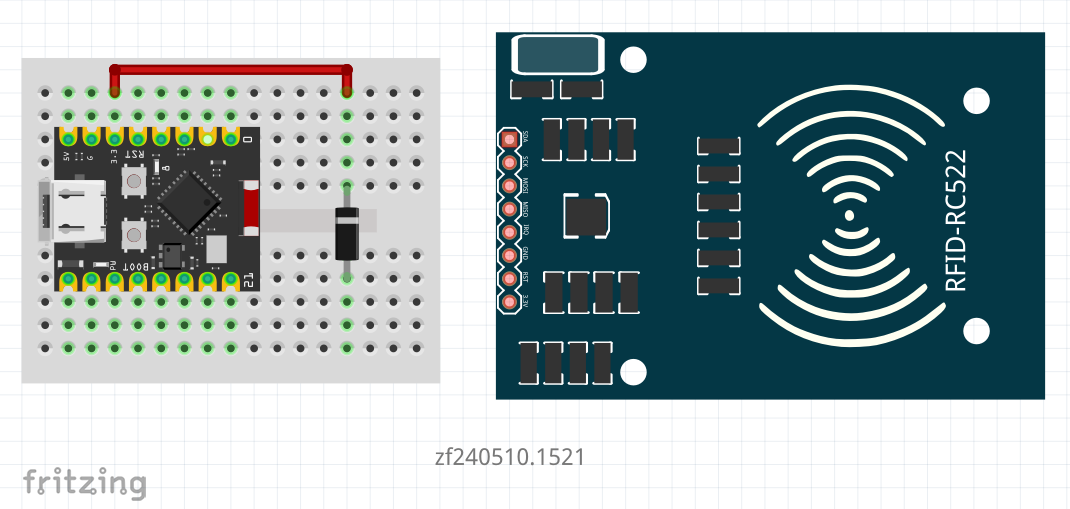 5V
G
3.3
RST
0
BOOT
21
SDA
SCK
MOSI
MISO
IRQ
GND
RST
3.3V
RFID-RC522
zf240510.1521
fritzing